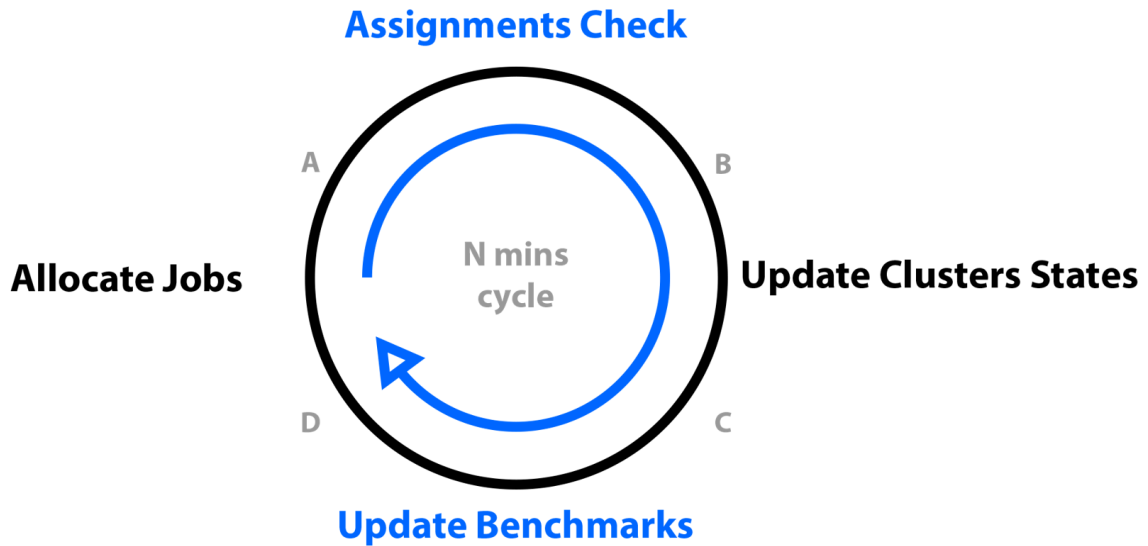 Assignments Check
A
B
N mins
cycle
Allocate Jobs
Update Clusters States
D
C
Update Benchmarks